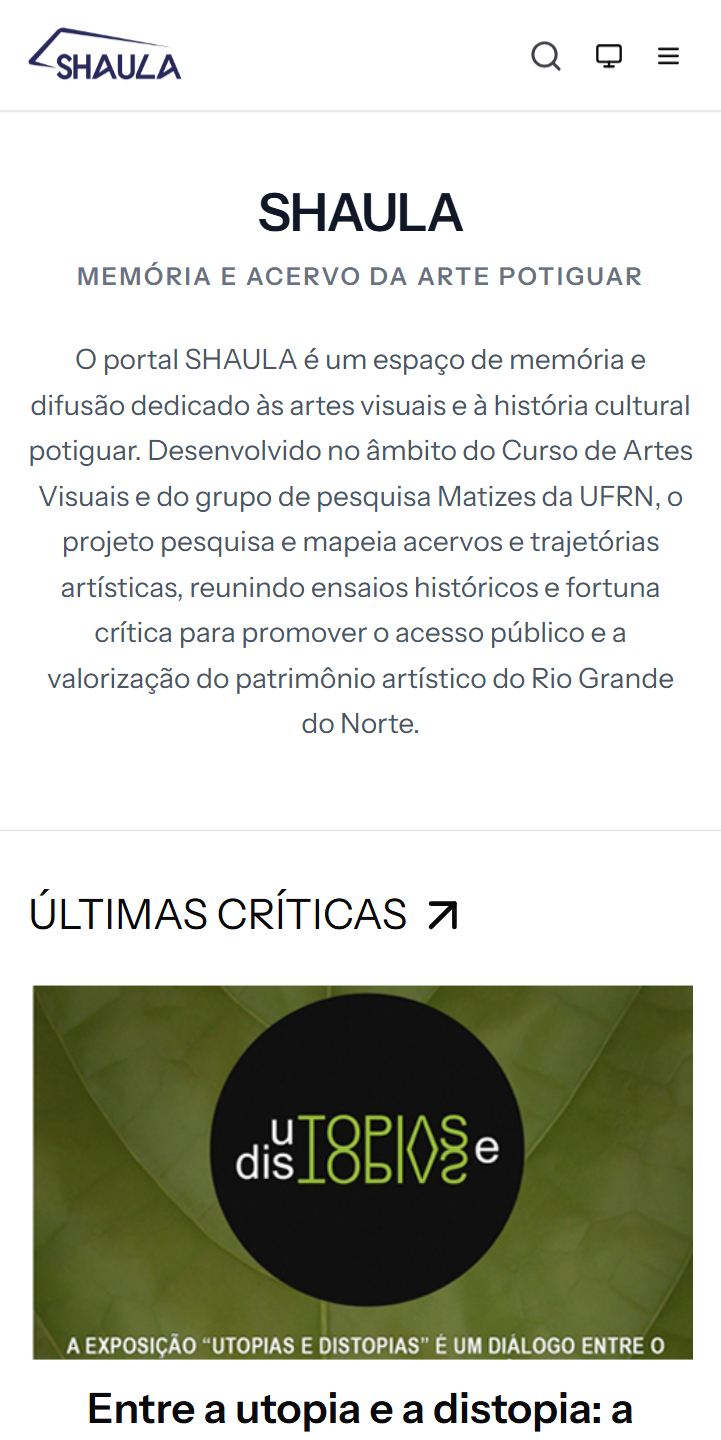 SHAULA
SHAULA
MEMÓRIA E ACERVO DA ARTE POTIGUAR
O portal SHAULA é um espaço de memória e
difusão dedicado às artes visuais e à história cultural
potiguar. Desenvolvido no âmbito do Curso de Artes
Visuais e do grupo de pesquisa Matizes da UFRN, o
projeto pesquisa e mapeia acervos e trajetórias
artísticas, reunindo ensaios históricos e fortuna
crítica para promover o acesso público e a
valorização do patrimônio artístico do Rio Grande
do Norte.
ÚLTIMAS CRÍTICAS
uTOPIAS e
disTOPIAS
A EXPOSIÇÃO “UTOPIAS E DISTOPIAS” É UM DIÁLOGO ENTRE O
Entre a utopia e a distopia: a